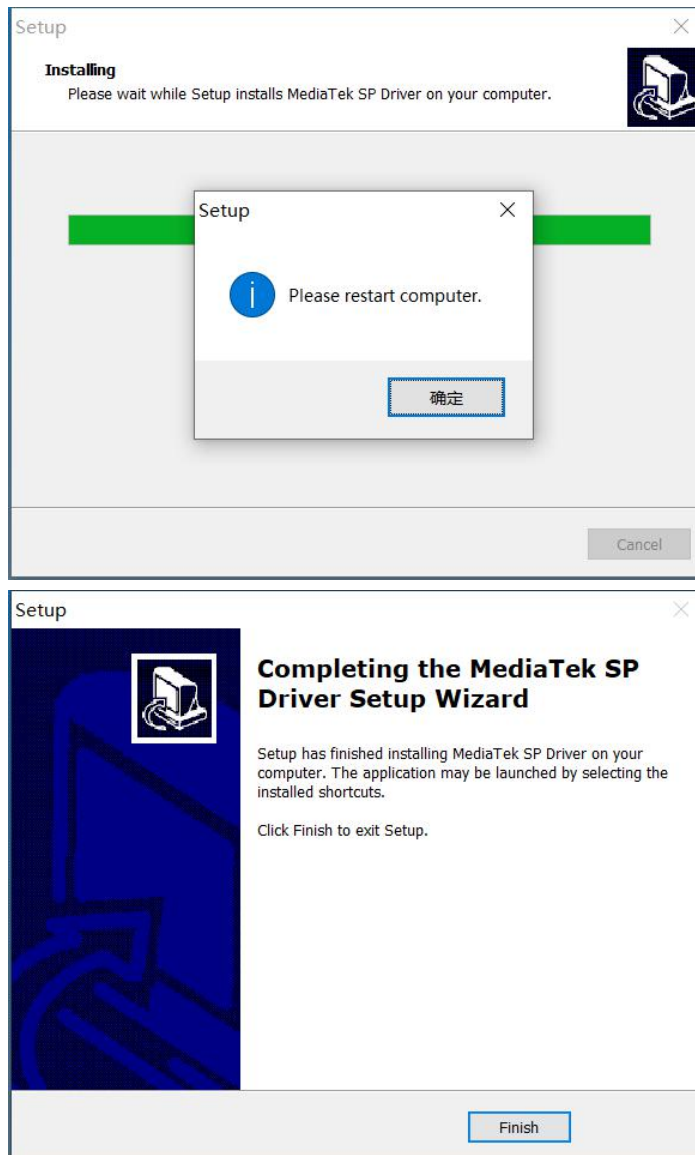 Setup
Installing
Please wait while Setup installs MediaTek SP Driver on your computer.
Setup
Please restart computer.
确定
Cancel
Setup
Completing the MediaTek SP
Driver Setup Wizard
Setup has finished installing MediaTek SP Driver on your
computer. The application may be launched by selecting the
installed shortcuts.
Click Finish to exit Setup.
Finish